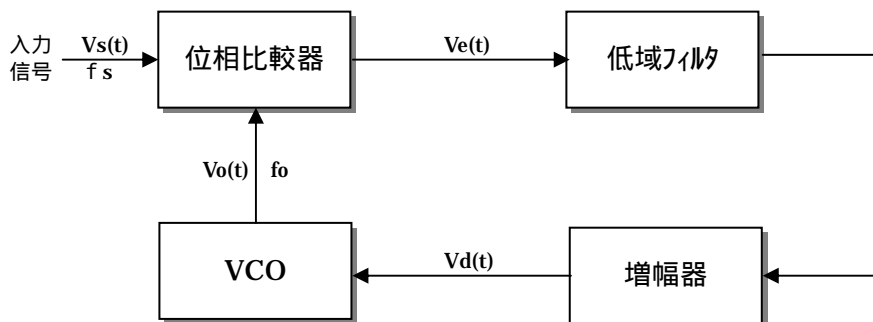 入力
信号
Vs(t)
ｆs
位相比較器
Ve(t)
低域フィルタ
Vo(t) fo
VCO
Vd(t)
増幅器